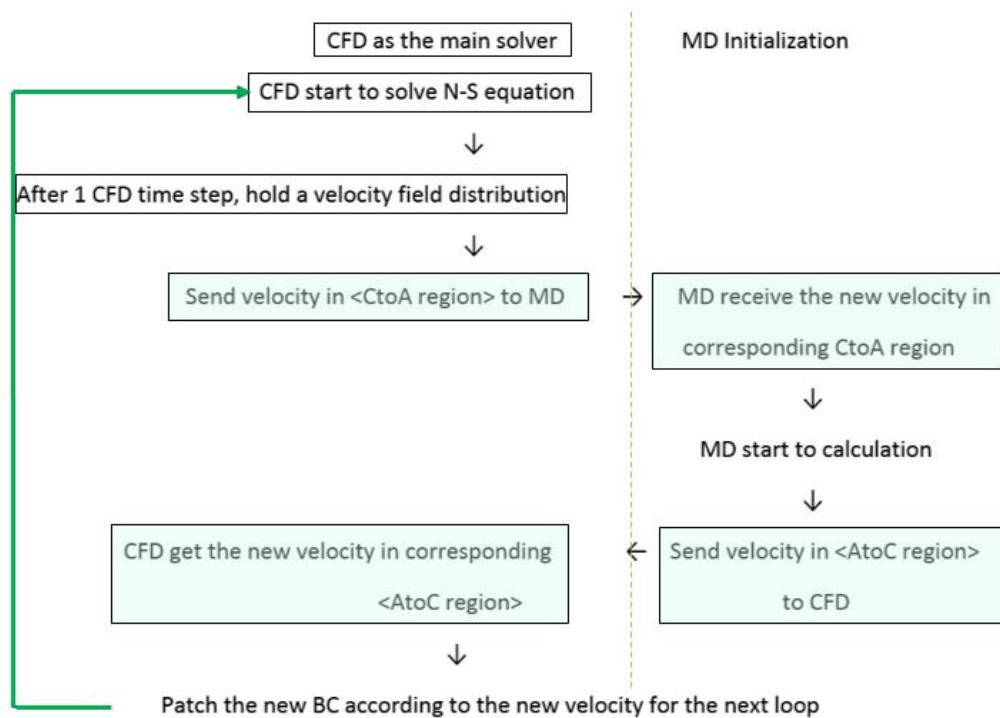 CFD as the main solver
MD Initialization
CFD start to solve N-S equation
After 1 CFD time step, hold a velocity field distribution
Send velocity in <CtoA region> to MD
MD receive the new velocity in
corresponding CtoA region
MD start to calculation
Send velocity in <AtoC region>
to CFD
CFD get the new velocity in corresponding
<AtoC region>
Patch the new BC according to the new velocity for the next loop